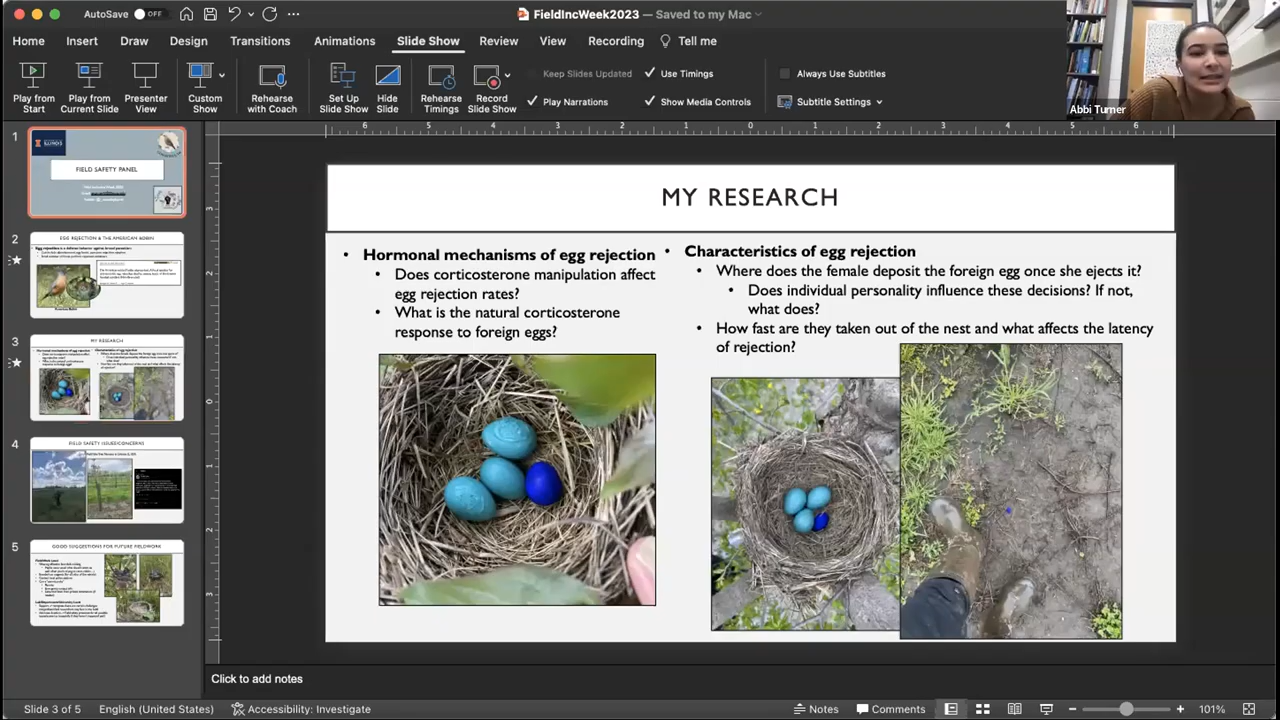 AutoSave OFF
FieldIncWeek2023 — Saved to my Mac
Home Insert Draw Design Transitions Animations Slide Show Review View Recording Tell me
Play from Start
Play from Current Slide
Presenter View
Custom Show
Rehearse with Coach
Set Up Slide Show
Hide Slide
Rehearse Timings
Record Slide Show
Keep Slides Updated
Use Timings
Play Narrations
Show Media Controls
Always Use Subtitles
Subtitle Settings
Abbi Turner
1
FIELD SAFETY PANEL
2
EGG REJECTION & THE AMERICAN ROBIN
3
MY RESEARCH
4
FIELD SAFETY ISSUES/CONCERNS
5
GOOD SUGGESTIONS FOR FUTURE FIELDWORK
MY RESEARCH
• Hormonal mechanisms of egg rejection
• Does corticosterone manipulation affect
egg rejection rates?
• What is the natural corticosterone
response to foreign eggs?
• Characteristics of egg rejection
• Where does the female deposit the foreign egg once she ejects it?
• Does individual personality influence these decisions? If not,
what does?
• How fast are they taken out of the nest and what affects the latency
of rejection?
Click to add notes
Slide 3 of 5 English (United States) Accessibility: Investigate Notes Comments 101%